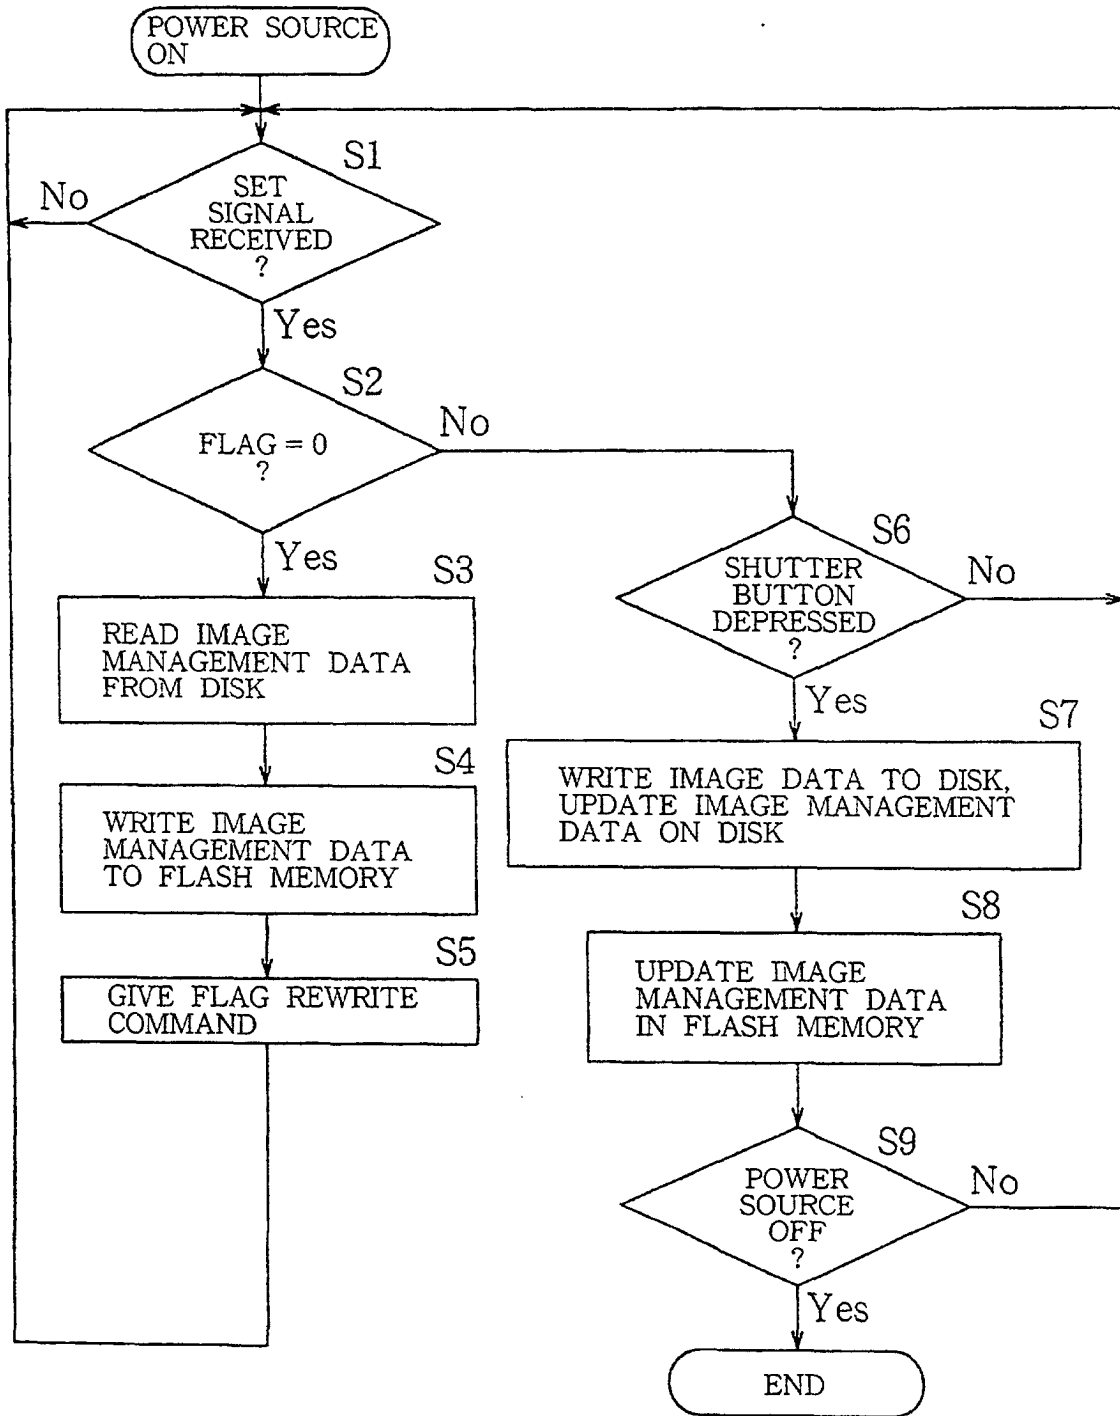 POWER SOURCE
ON
S1
No
SET
SIGNAL
RECEIVED
?
Yes
S2
FLAG = 0
?
No
Yes
S3
READ IMAGE
MANAGEMENT DATA
FROM DISK
S4
WRITE IMAGE
MANAGEMENT DATA
TO FLASH MEMORY
S5
GIVE FLAG REWRITE
COMMAND
S6
SHUTTER
BUTTON
DEPRESSED
?
No
Yes
S7
WRITE IMAGE DATA TO DISK,
UPDATE IMAGE MANAGEMENT
DATA ON DISK
S8
UPDATE IMAGE
MANAGEMENT DATA
IN FLASH MEMORY
S9
POWER
SOURCE
OFF
?
No
Yes
END